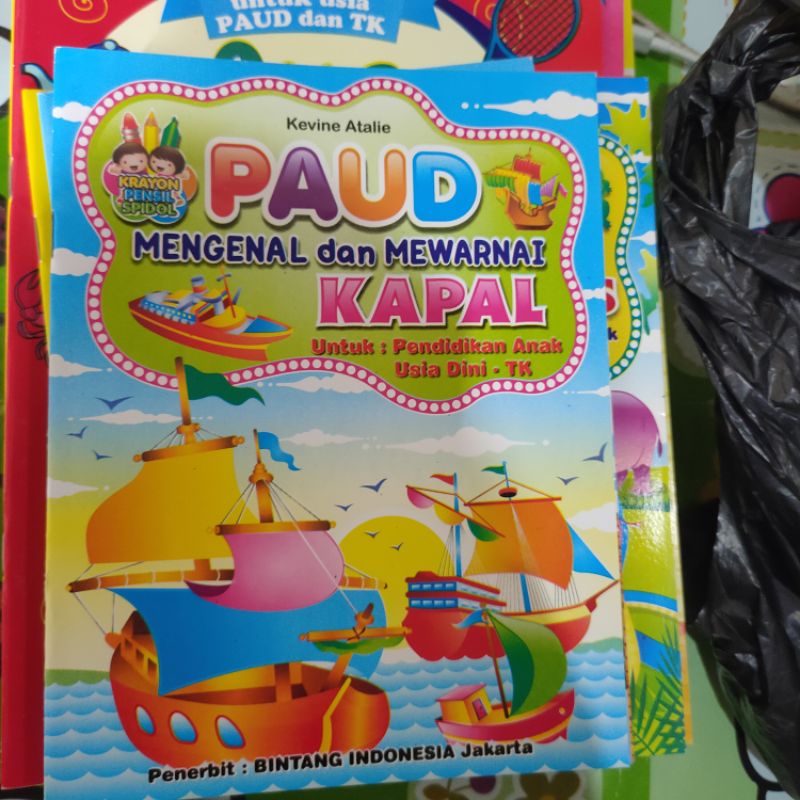 untuk usia
PAUD dan TK
Kevine Atalie
KRAYON
PENSIL
SPIDOL
PAUD
MENGENAL dan MEWARNAI
KAPAL
Untuk : Pendidikan Anak
Usia Dini - TK
Penerbit : BINTANG INDONESIA Jakarta